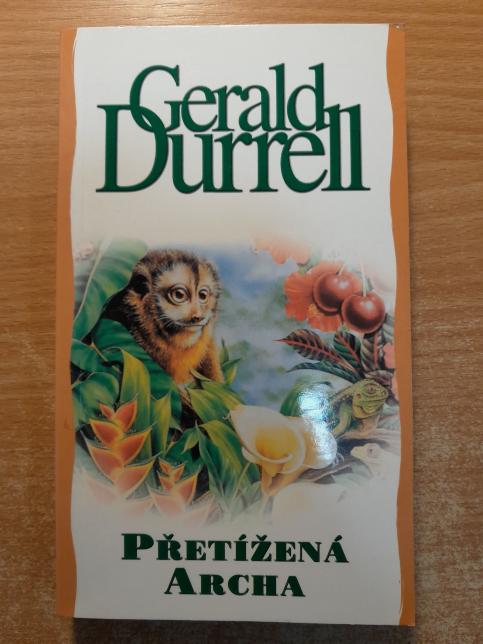 Gerald
Durrell
PŘETÍŽENÁ
ARCHA